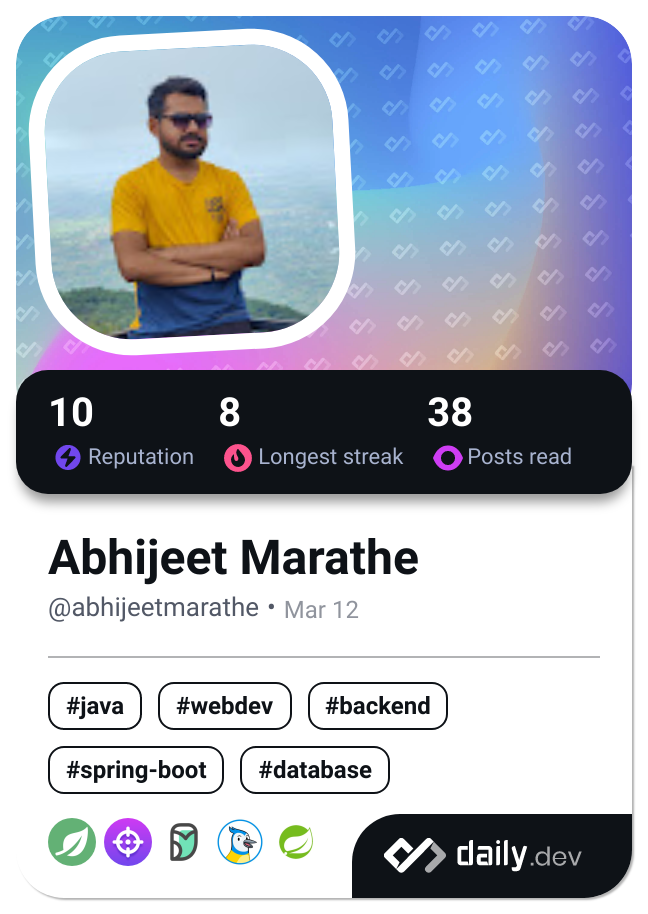 10 8 38
Reputation Longest streak Posts read
Abhijeet Marathe
@abhijeetmarathe • Mar 12
#java #webdev #backend
#spring-boot #database
daily.dev